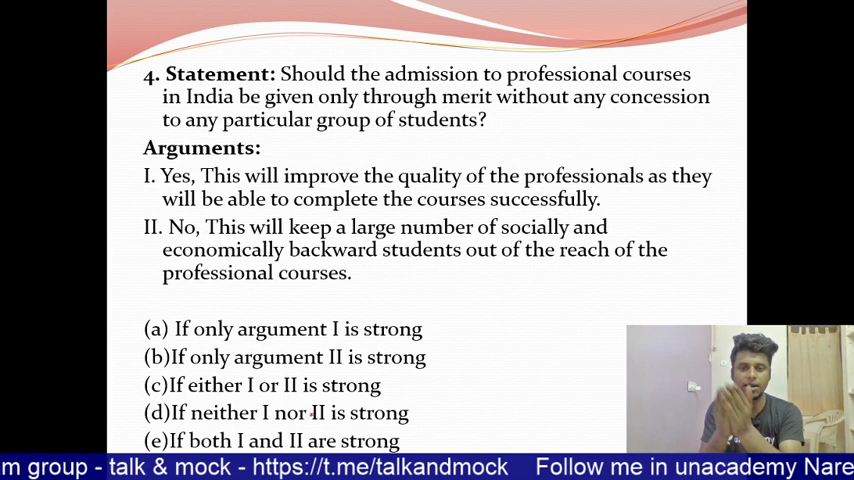 4. Statement: Should the admission to professional courses
in India be given only through merit without any concession
to any particular group of students?
Arguments:
I. Yes, This will improve the quality of the professionals as they
will be able to complete the courses successfully.
II. No, This will keep a large number of socially and
economically backward students out of the reach of the
professional courses.
(a) If only argument I is strong
(b)If only argument II is strong
(c)If either I or II is strong
(d)If neither I nor II is strong
(e)If both I and II are strong
am group - talk & mock - https://t.me/talkandmock Follow me in unacademy Nare